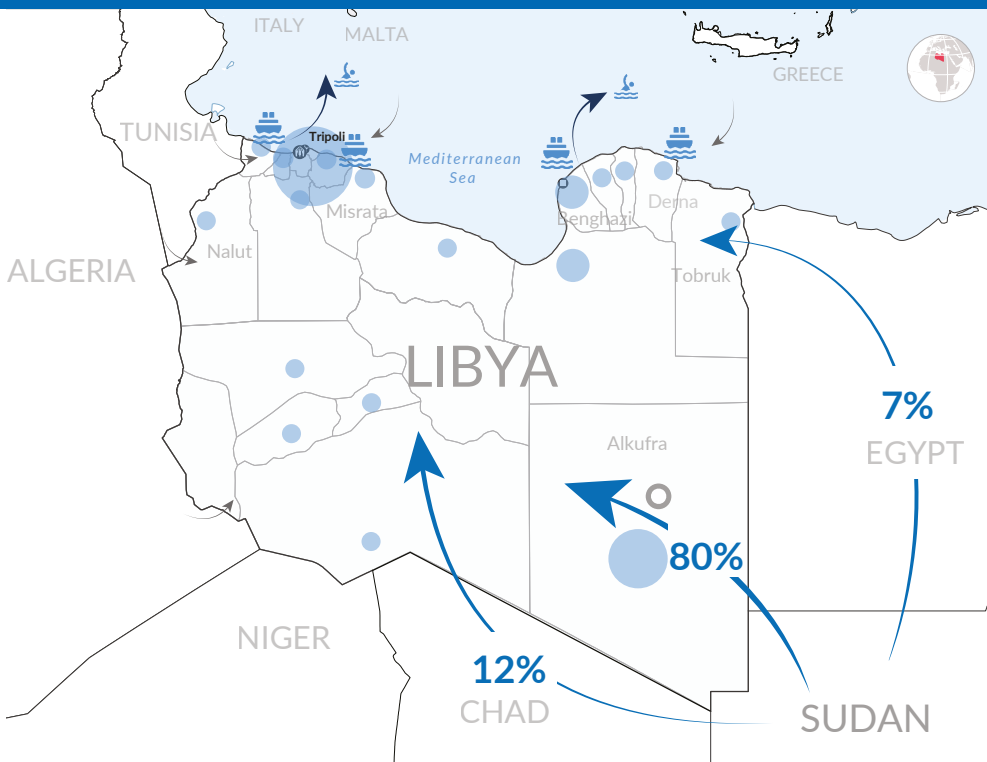 ITALY
MALTA
GREECE
TUNISIA
Tripoli
Mediterranean
Sea
Misrata
Benghazi
Derna
Nalut
Tobruk
ALGERIA
LIBYA
7%
EGYPT
Alkufra
80%
NIGER
12%
CHAD
SUDAN